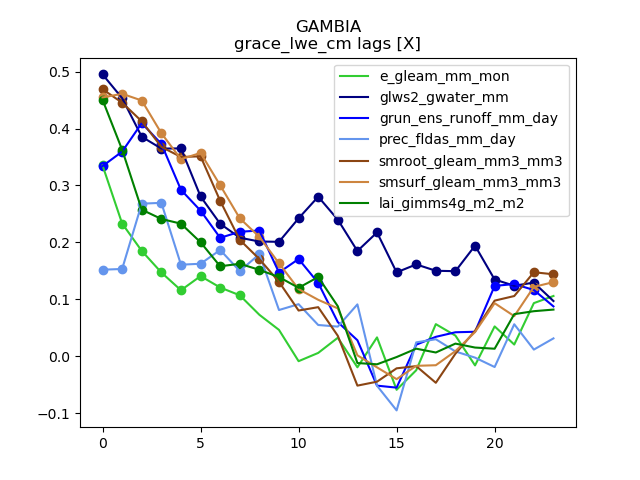 GAMBIA
grace_lwe_cm lags [X]
0.5
0.4
0.3
0.2
0.1
0.0
−0.1
0
5
10
15
20
e_gleam_mm_mon
glws2_gwater_mm
grun_ens_runoff_mm_day
prec_fldas_mm_day
smroot_gleam_mm3_mm3
smsurf_gleam_mm3_mm3
lai_gimms4g_m2_m2